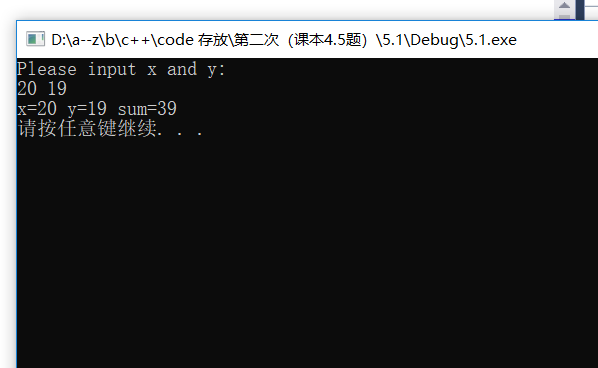 D:\a--z\b\c++\code 存放\第二次（课本4.5题）\5.1\Debug\5.1.exe
Please input x and y:
20 19
x=20 y=19 sum=39
请按任意键继续. . .